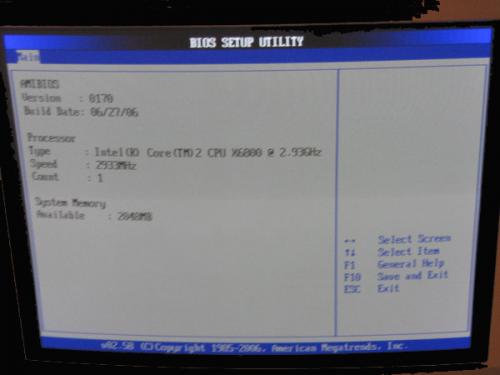 BIOS SETUP UTILITY
Main
AMIBIOS
Version : 0170
Build Date: 06/27/06
Processor
Type : Intel(R) Core(TM)2 CPU X6800 @ 2.93GHz
Speed : 2933MHz
Count : 1
System Memory
Available : 2048MB
↔ Select Screen
↑↓ Select Item
F1 General Help
F10 Save and Exit
ESC Exit
v02.58 (C)Copyright 1985-2006, American Megatrends, Inc.